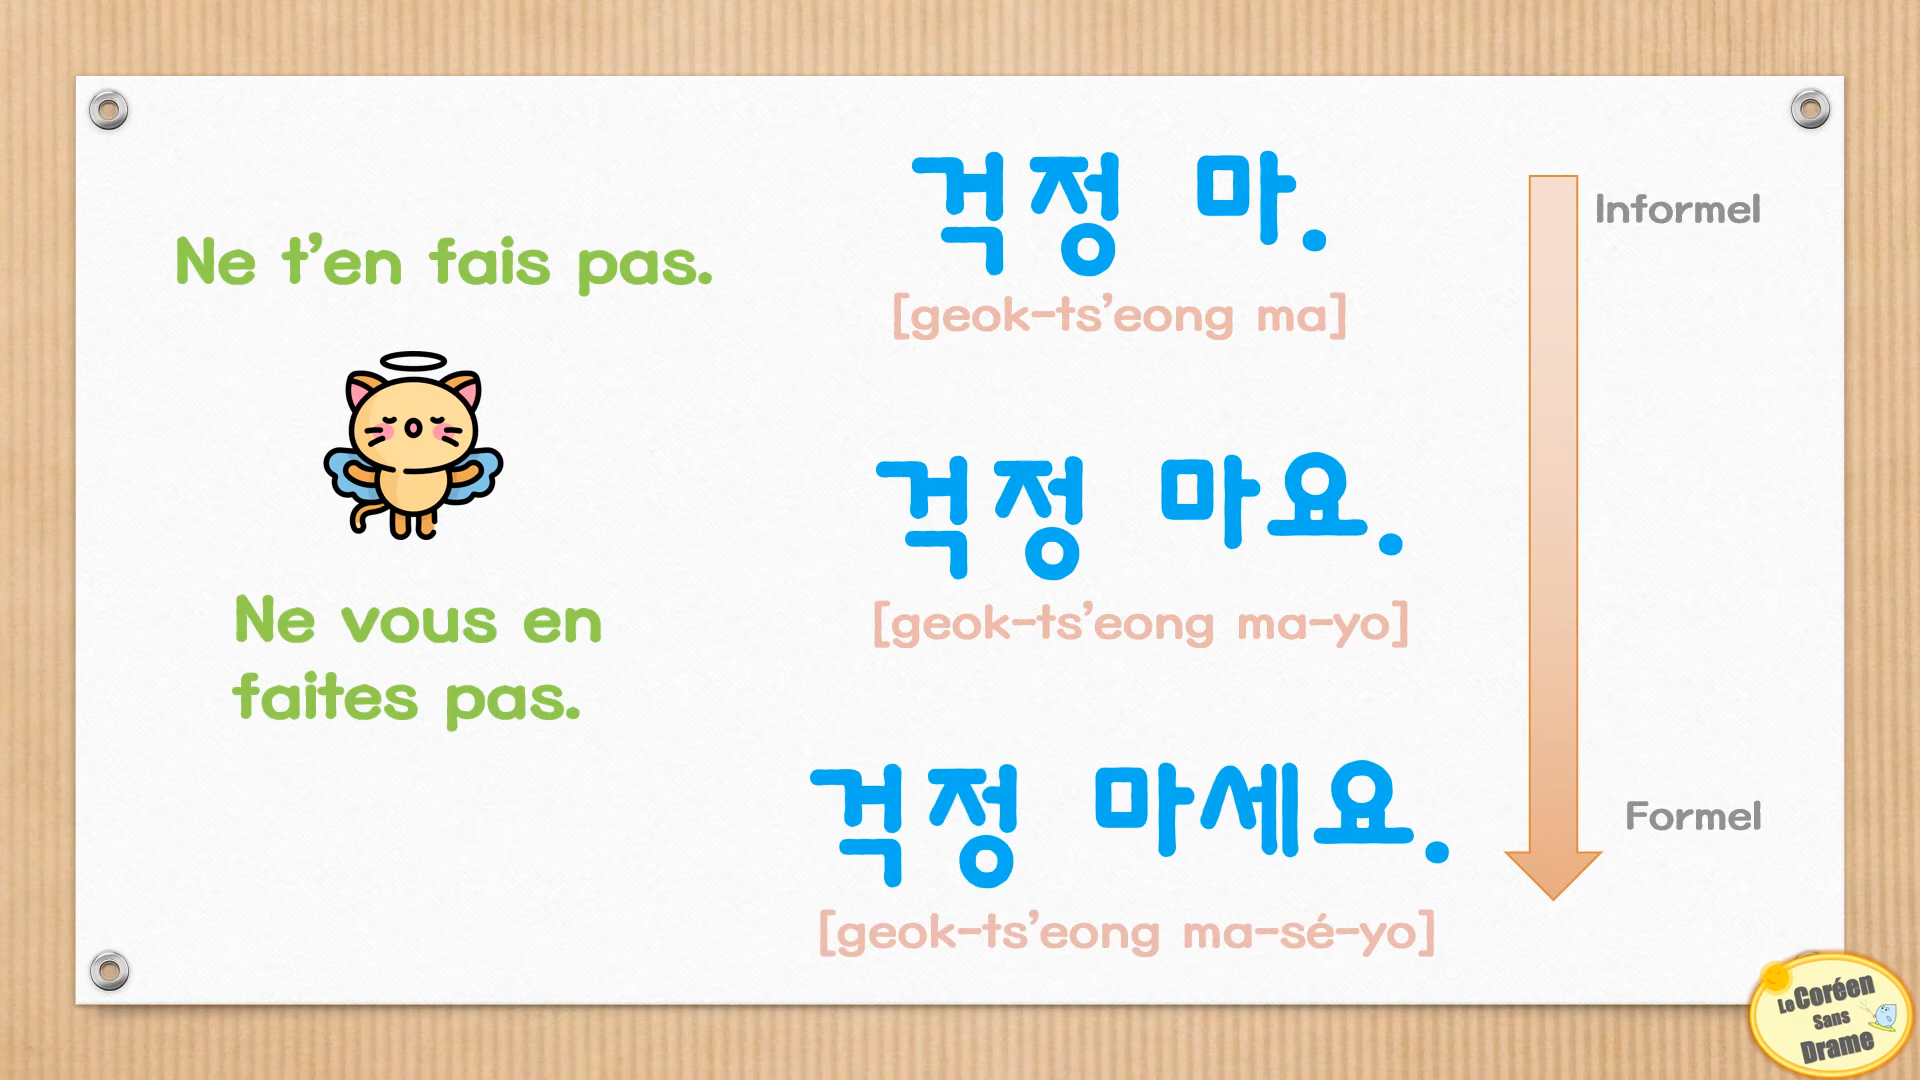 Ne t’en fais pas.
Ne vous en
faites pas.
걱정 마.
[geok-ts’eong ma]
걱정 마요.
[geok-ts’eong ma-yo]
걱정 마세요.
[geok-ts’eong ma-sé-yo]
Informel
Formel
Le Coréen
Sans
Drame